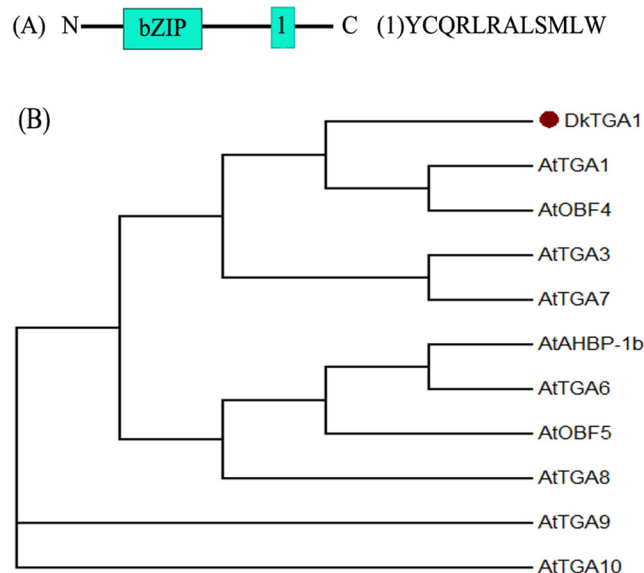 (A) N bZIP 1 C (1)YCQRLRALSMLW
(B)
DkTGA1
AtTGA1
AtOBF4
AtTGA3
AtTGA7
AtAHBP-1b
AtTGA6
AtOBF5
AtTGA8
AtTGA9
AtTGA10